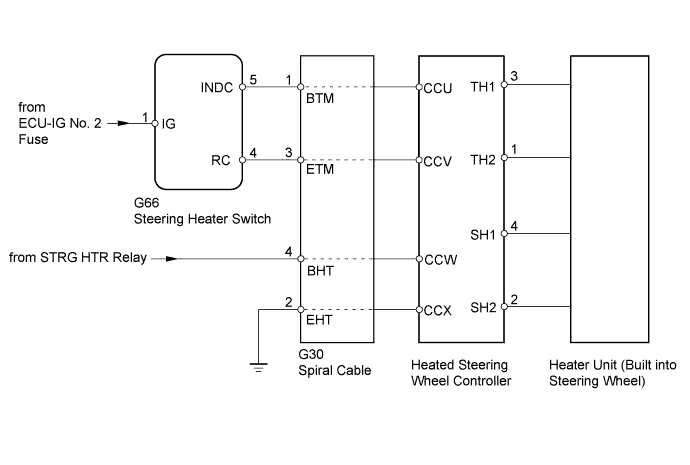 from
ECU-IG No. 2
Fuse
1
IG
INDC
5
RC
4
G66
Steering Heater Switch
from STRG HTR Relay
1
BTM
3
ETM
4
BHT
2
EHT
G30
Spiral Cable
CCU
CCV
CCW
CCX
TH1
3
TH2
1
SH1
4
SH2
2
Heated Steering
Wheel Controller
Heater Unit (Built into
Steering Wheel)